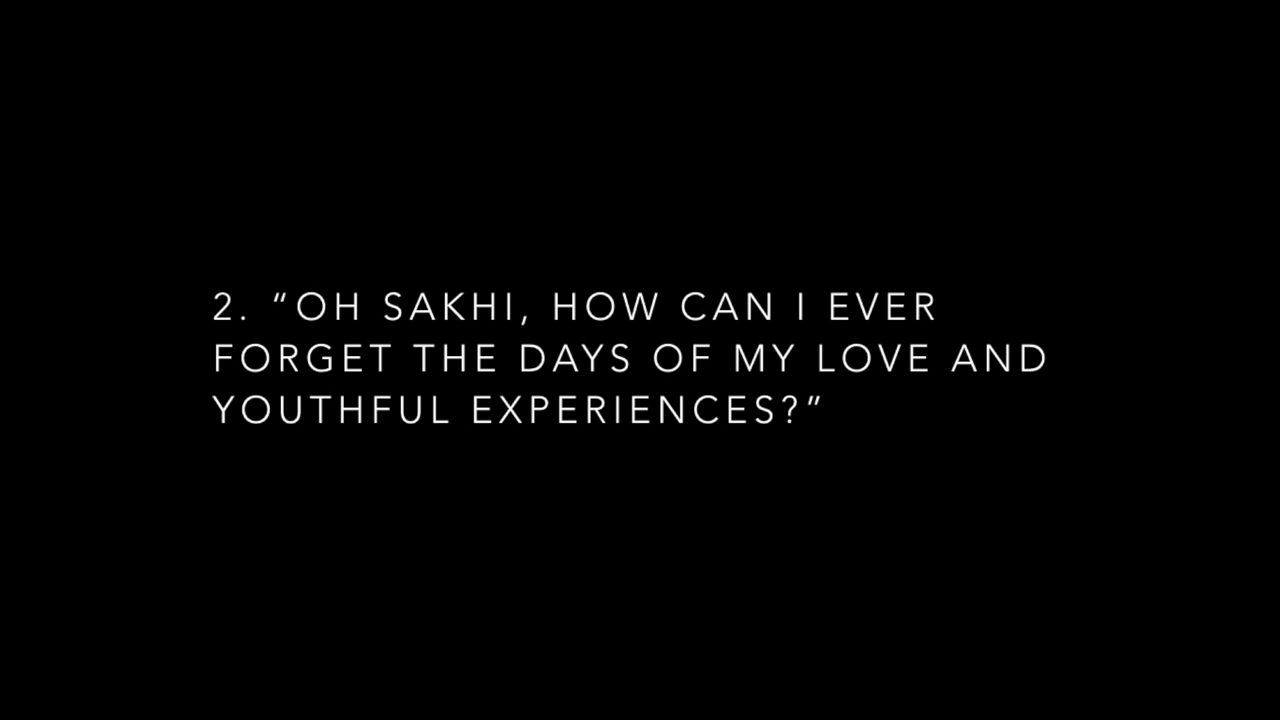 2. “OH SAKHI, HOW CAN I EVER
FORGET THE DAYS OF MY LOVE AND
YOUTHFUL EXPERIENCES?”